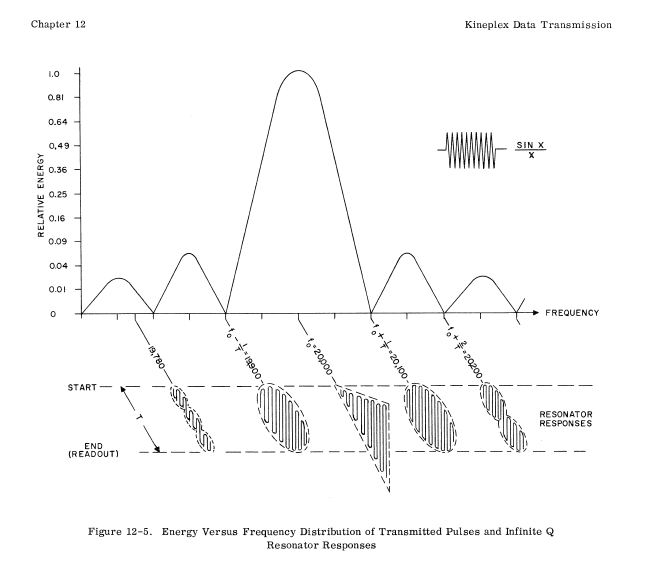 Chapter 12
Kineplex Data Transmission
1.0
0.81
0.64
0.49
0.36
0.25
0.16
0.09
0.04
0.01
0
RELATIVE ENERGY
SIN X
X
FREQUENCY
19,780
f₀ - 1/T = 19,900
f₀ = 20,000
f₀ + 1/T = 20,100
f₀ + 2/T = 20,200
START
T
END
(READOUT)
RESONATOR
RESPONSES
Figure 12-5. Energy Versus Frequency Distribution of Transmitted Pulses and Infinite Q
Resonator Responses